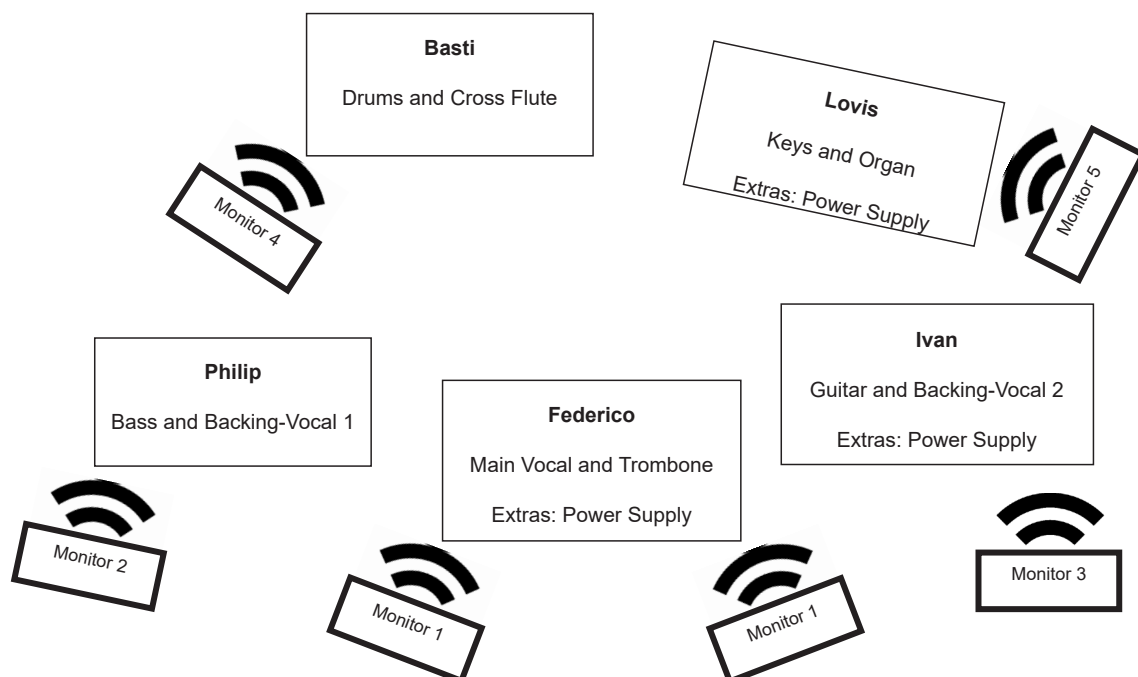 Basti
Drums and Cross Flute
Lovis
Keys and Organ
Extras: Power Supply
Monitor 5
Monitor 4
Philip
Bass and Backing-Vocal 1
Federico
Main Vocal and Trombone
Extras: Power Supply
Ivan
Guitar and Backing-Vocal 2
Extras: Power Supply
Monitor 2
Monitor 1
Monitor 1
Monitor 3